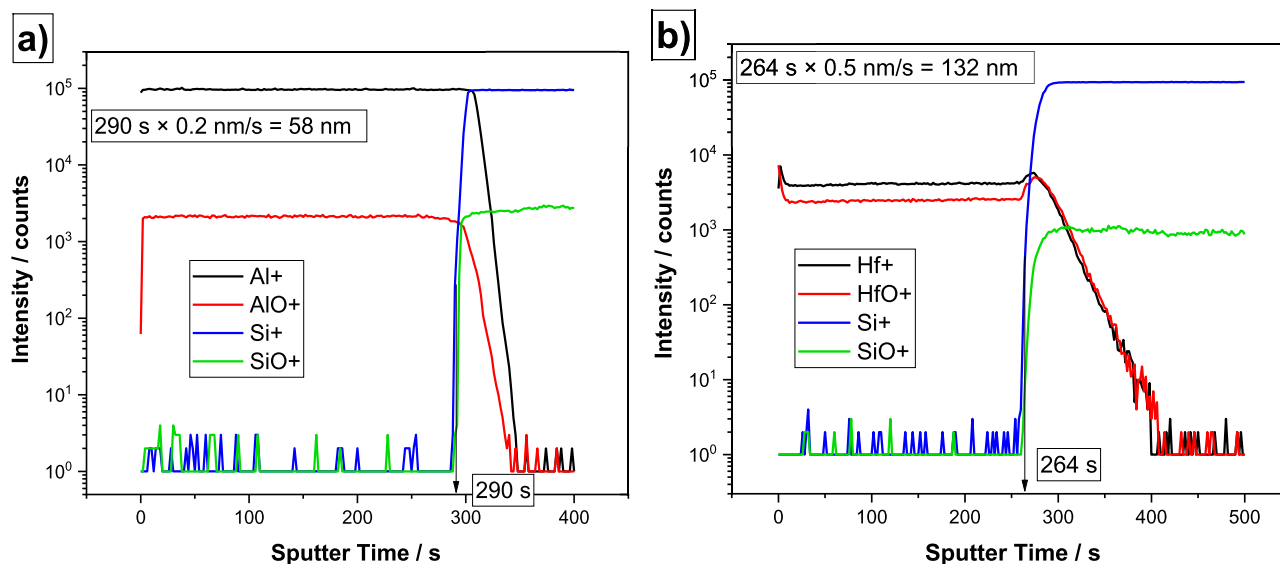 a)
290 s × 0.2 nm/s = 58 nm
Intensity / counts
10⁵
10⁴
10³
10²
10¹
10⁰
Al+
AlO+
Si+
SiO+
290 s
0 100 200 300 400
Sputter Time / s
b)
264 s × 0.5 nm/s = 132 nm
Intensity / counts
10⁵
10⁴
10³
10²
10¹
10⁰
Hf+
HfO+
Si+
SiO+
264 s
0 100 200 300 400 500
Sputter Time / s